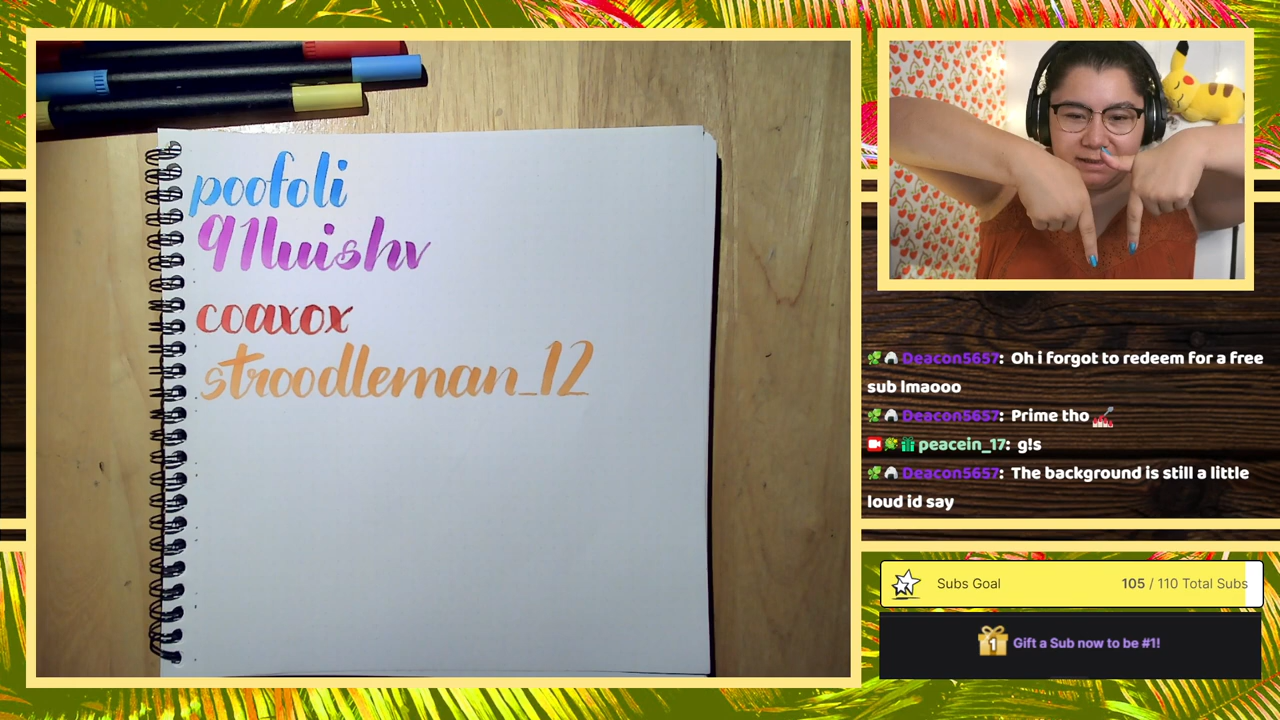 poofoli
91luishv
coaxox
stroodleman_12
Deacon5657: Oh i forgot to redeem for a free
sub lmaooo
Deacon5657: Prime tho
peacein_17: g!s
Deacon5657: The background is still a little
loud id say
Subs Goal 105 / 110 Total Subs
1 Gift a Sub now to be #1!